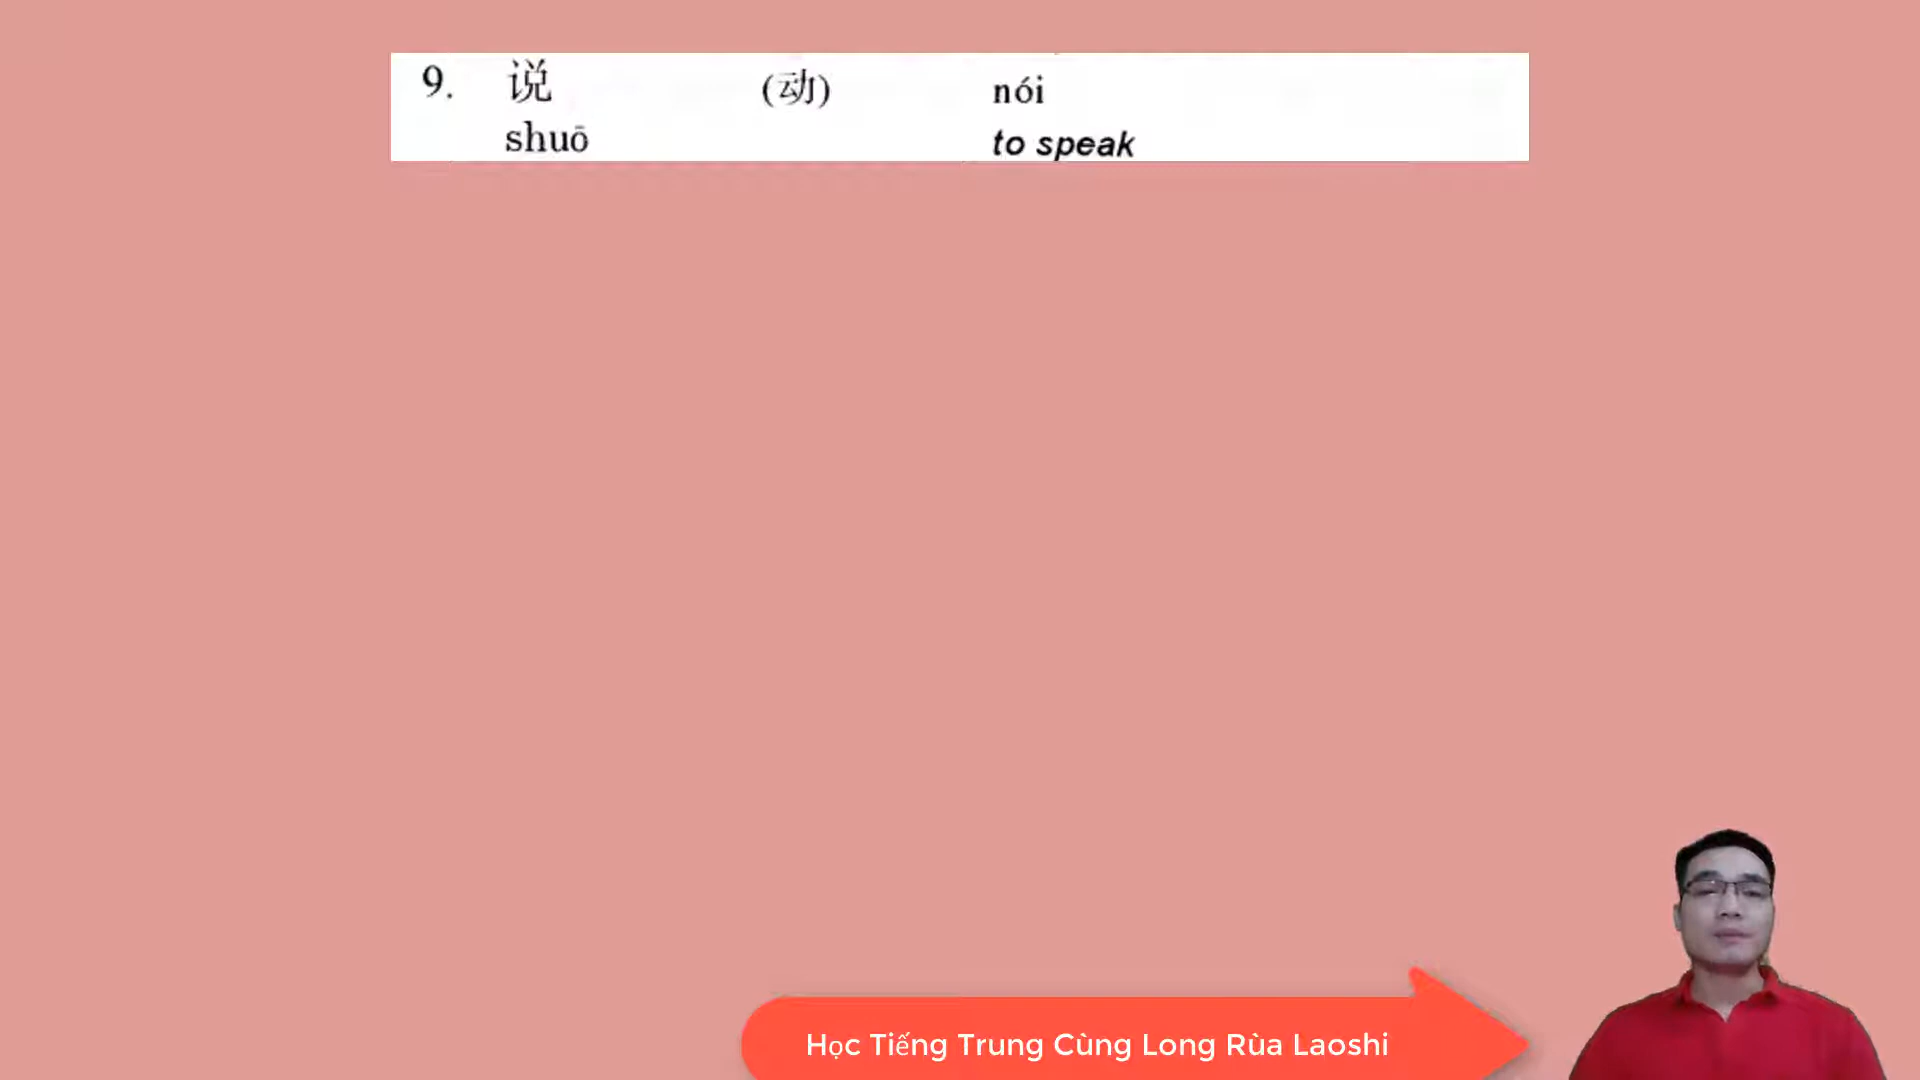 9. 说 (动) nói
shuō to speak
Học Tiếng Trung Cùng Long Rùa Laoshi